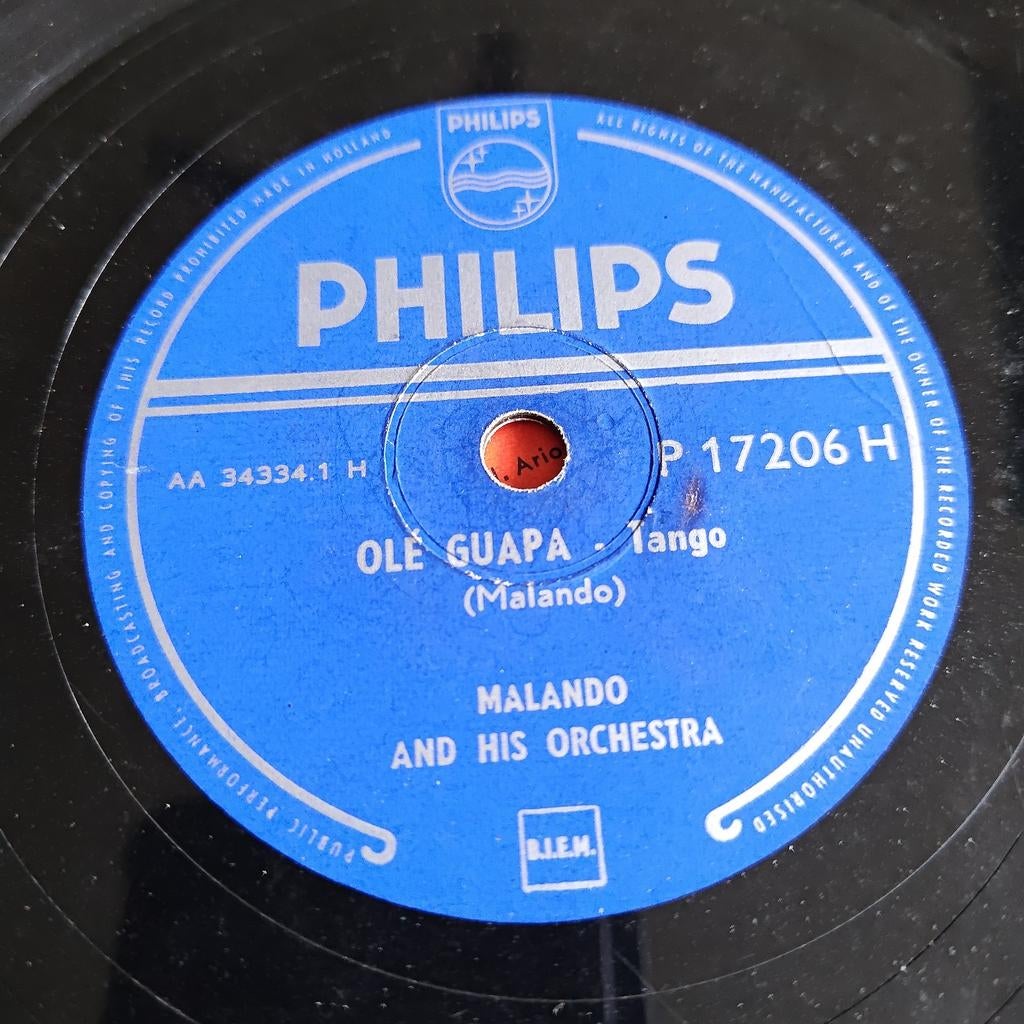 PHILIPS
PHILIPS
AA 34334.1 H
P 17206 H
. Ario
OLÉ GUAPA - Tango
(Malando)
MALANDO
AND HIS ORCHESTRA
B.I.E.M.
ALL RIGHTS OF THE MANUFACTURER AND OF THE OWNER OF THE RECORDED WORK RESERVED UNAUTHORISED
PUBLIC PERFORMANCE, BROADCASTING AND COPYING OF THIS RECORD PROHIBITED MADE IN HOLLAND